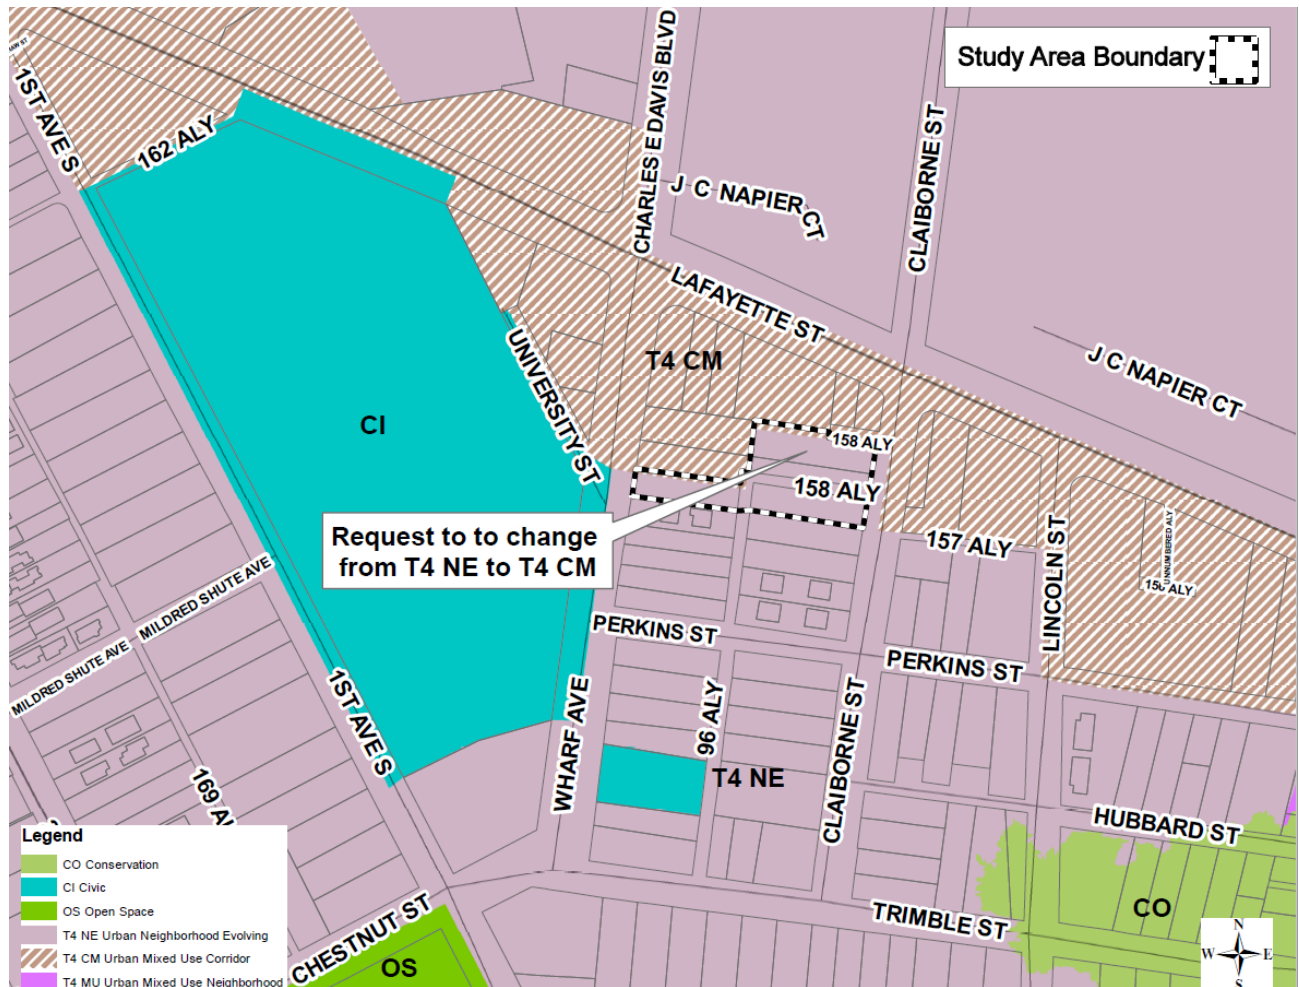 Study Area Boundary
1ST AVE S
162 ALY
CHARLES E DAVIS BLVD
J C NAPIER CT
CLAIBORNE ST
LAFAYETTE ST
J C NAPIER CT
T4 CM
UNIVERSITY ST
CI
158 ALY
158 ALY
157 ALY
LINCOLN ST
UNNUMBERED ALY
Request to to change
from T4 NE to T4 CM
MILDRED SHUTE AVE
MILDRED SHUTE AVE
PERKINS ST
PERKINS ST
1ST AVE S
WHARF AVE
96 ALY
T4 NE
CLAIBORNE ST
HUBBARD ST
CO
TRIMBLE ST
CHESTNUT ST
OS
Legend
CO Conservation
CI Civic
OS Open Space
T4 NE Urban Neighborhood Evolving
T4 CM Urban Mixed Use Corridor
T4 MU Urban Mixed Use Neighborhood
N
W E
S